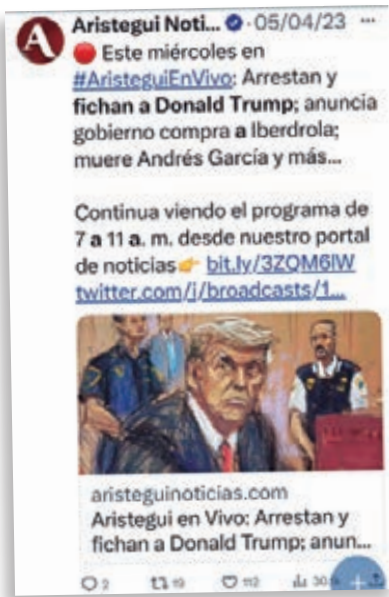 Aristegui Noti... · 05/04/23 ...
🔴 Este miércoles en
#AristeguiEnVivo: Arrestan y
fichan a Donald Trump; anuncia
gobierno compra a Iberdrola;
muere Andrés García y más...
Continua viendo el programa de
7 a 11 a. m. desde nuestro portal
de noticias👉 bit.ly/3ZQM6lW
twitter.com/i/broadcasts/1...
aristeguinoticias.com
Aristegui en Vivo: Arrestan y
fichan a Donald Trump; anun...
2 19 112